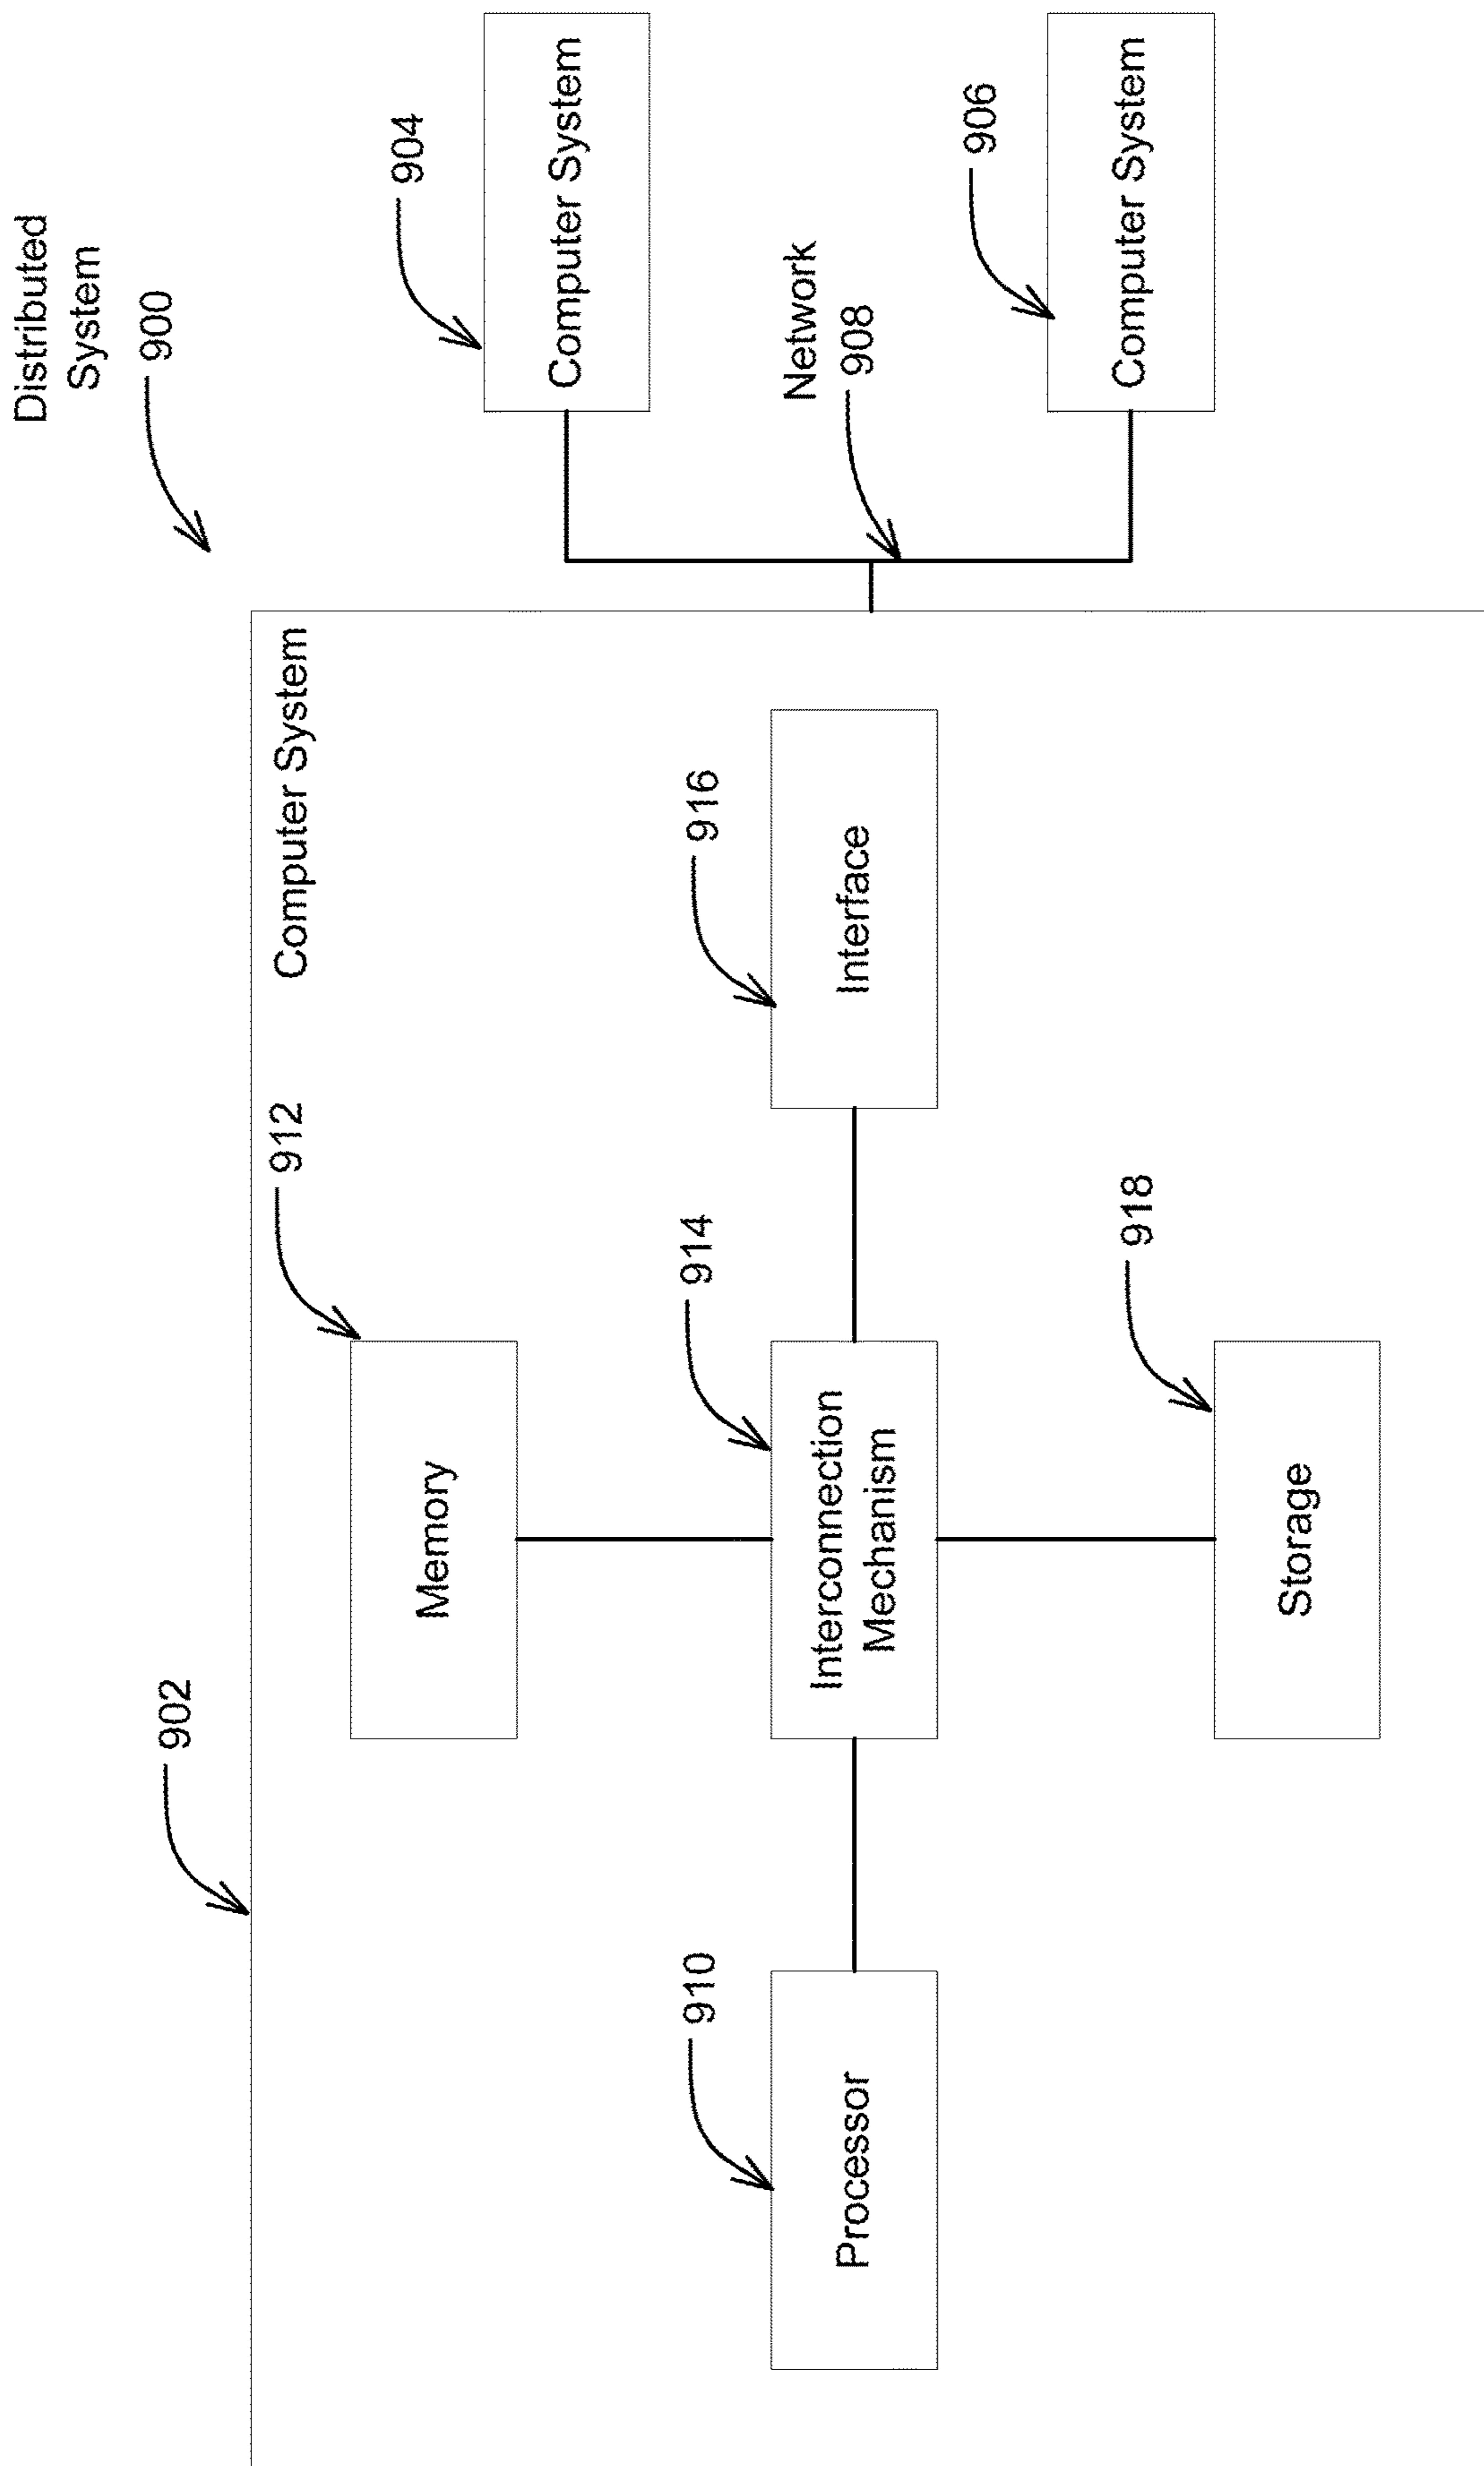 Distributed
System
900
902
Computer System
912
Memory
904
Computer System
910
Processor
914
Interconnection
Mechanism
916
Interface
Network
908
918
Storage
906
Computer System